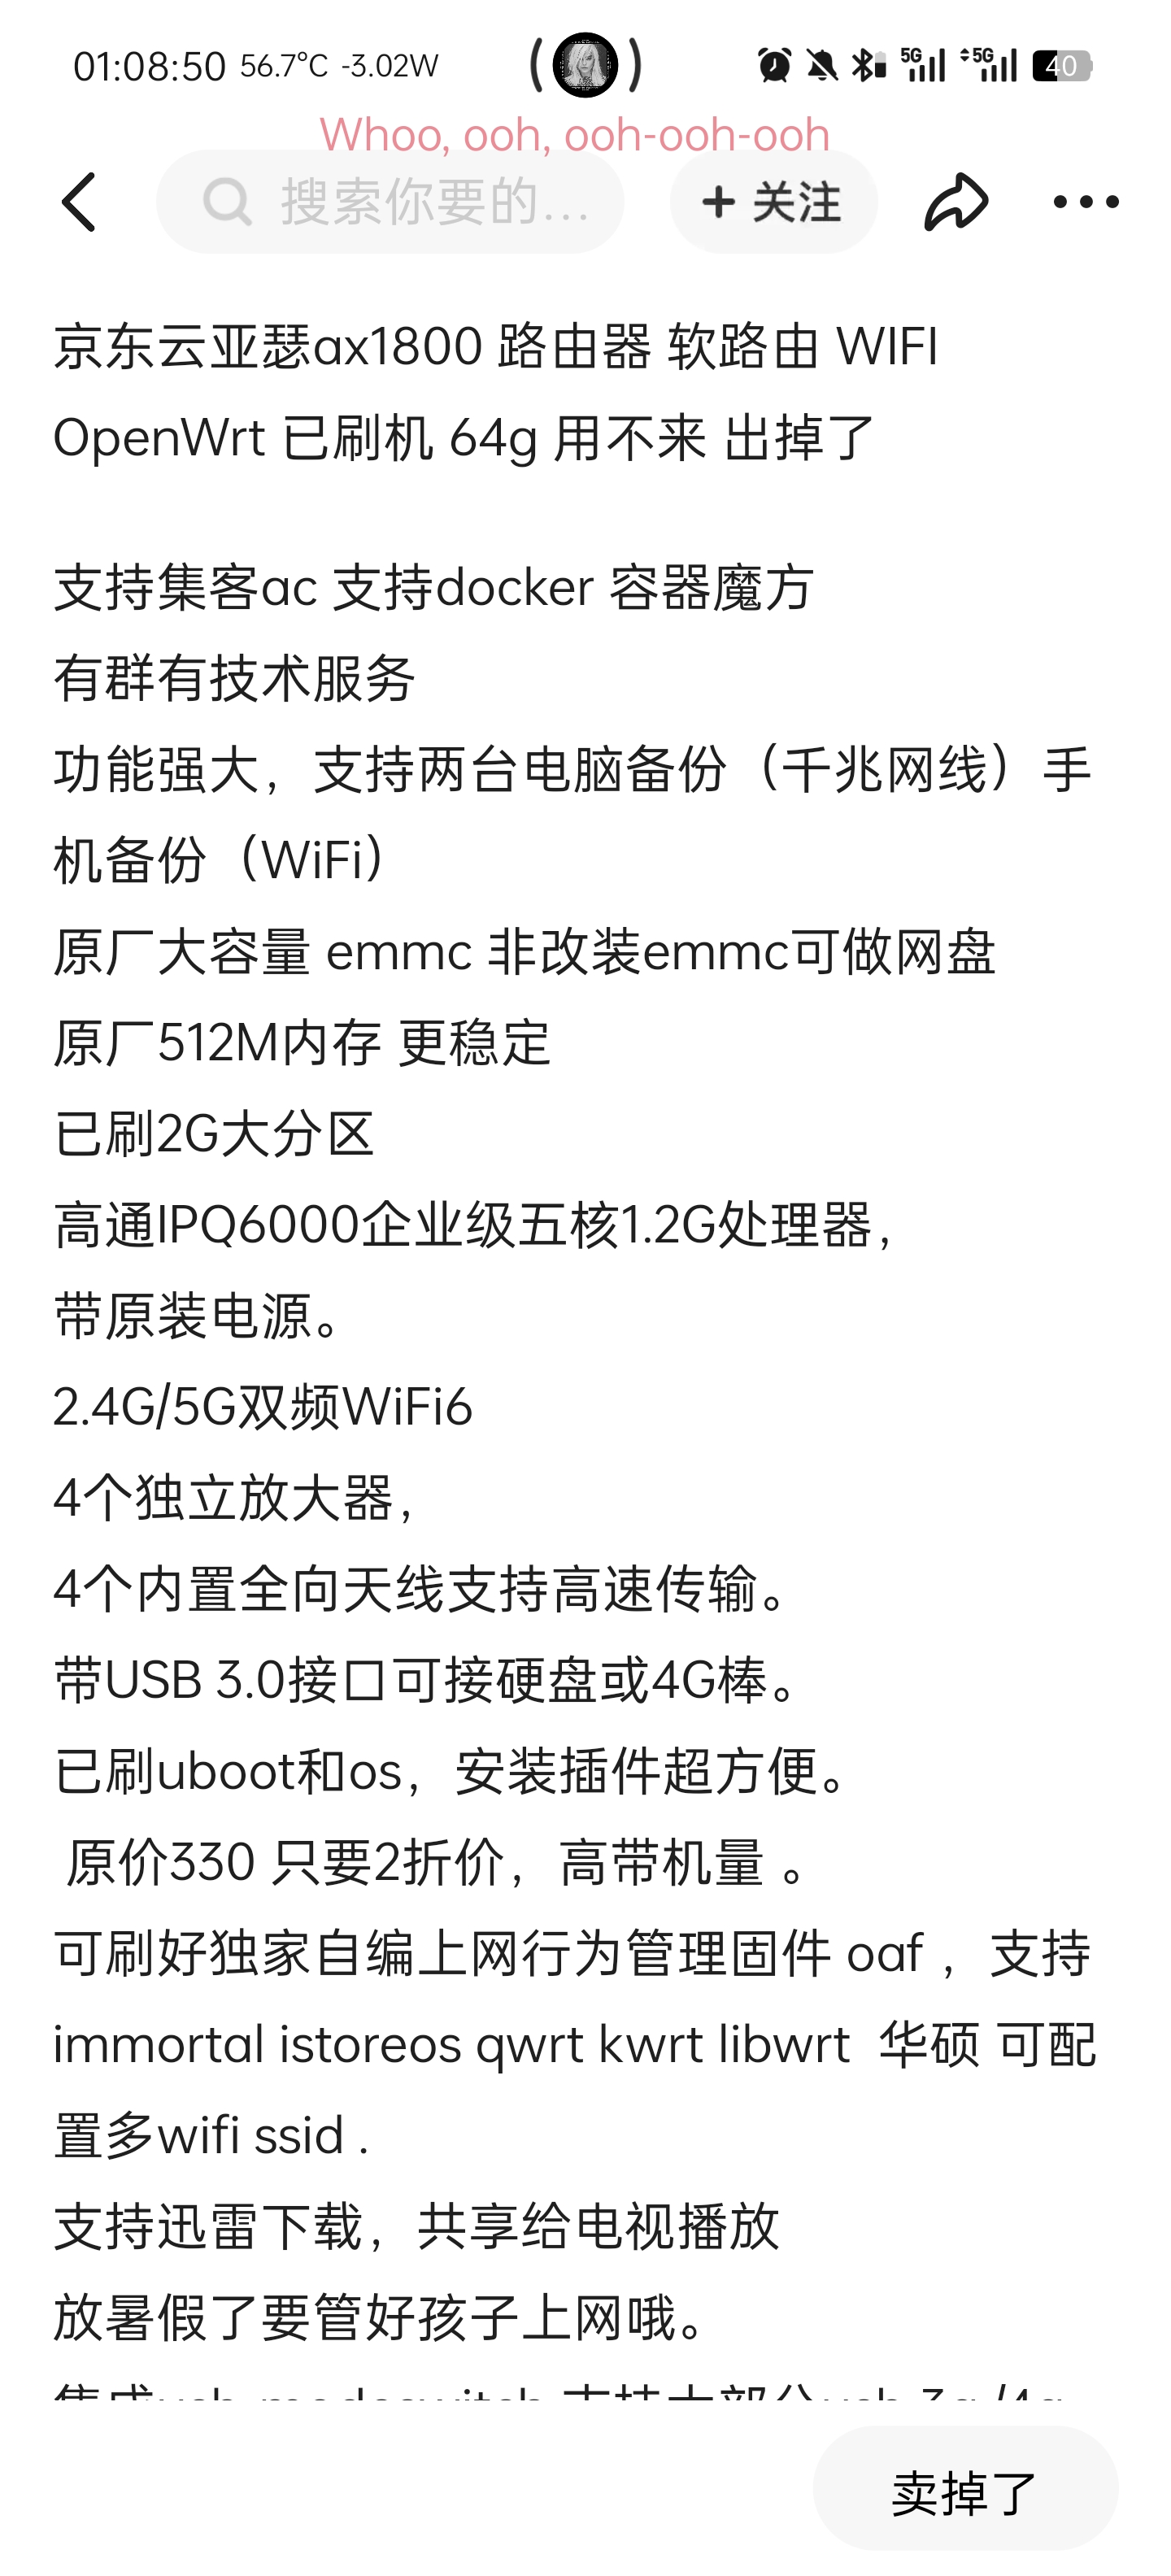 01:08:50 56.7°C -3.02W 5G 5G 40
Whoo, ooh, ooh-ooh-ooh
搜索你要的... + 关注
京东云亚瑟ax1800 路由器 软路由 WIFI
OpenWrt 已刷机 64g 用不来 出掉了
支持集客ac 支持docker 容器魔方
有群有技术服务
功能强大，支持两台电脑备份（千兆网线）手
机备份（WiFi）
原厂大容量 emmc 非改装emmc可做网盘
原厂512M内存 更稳定
已刷2G大分区
高通IPQ6000企业级五核1.2G处理器，
带原装电源。
2.4G/5G双频WiFi6
4个独立放大器，
4个内置全向天线支持高速传输。
带USB 3.0接口可接硬盘或4G棒。
已刷uboot和os，安装插件超方便。
原价330 只要2折价，高带机量 。
可刷好独家自编上网行为管理固件 oaf ，支持
immortal istoreos qwrt kwrt libwrt 华硕 可配
置多wifi ssid .
支持迅雷下载，共享给电视播放
放暑假了要管好孩子上网哦。
卖掉了